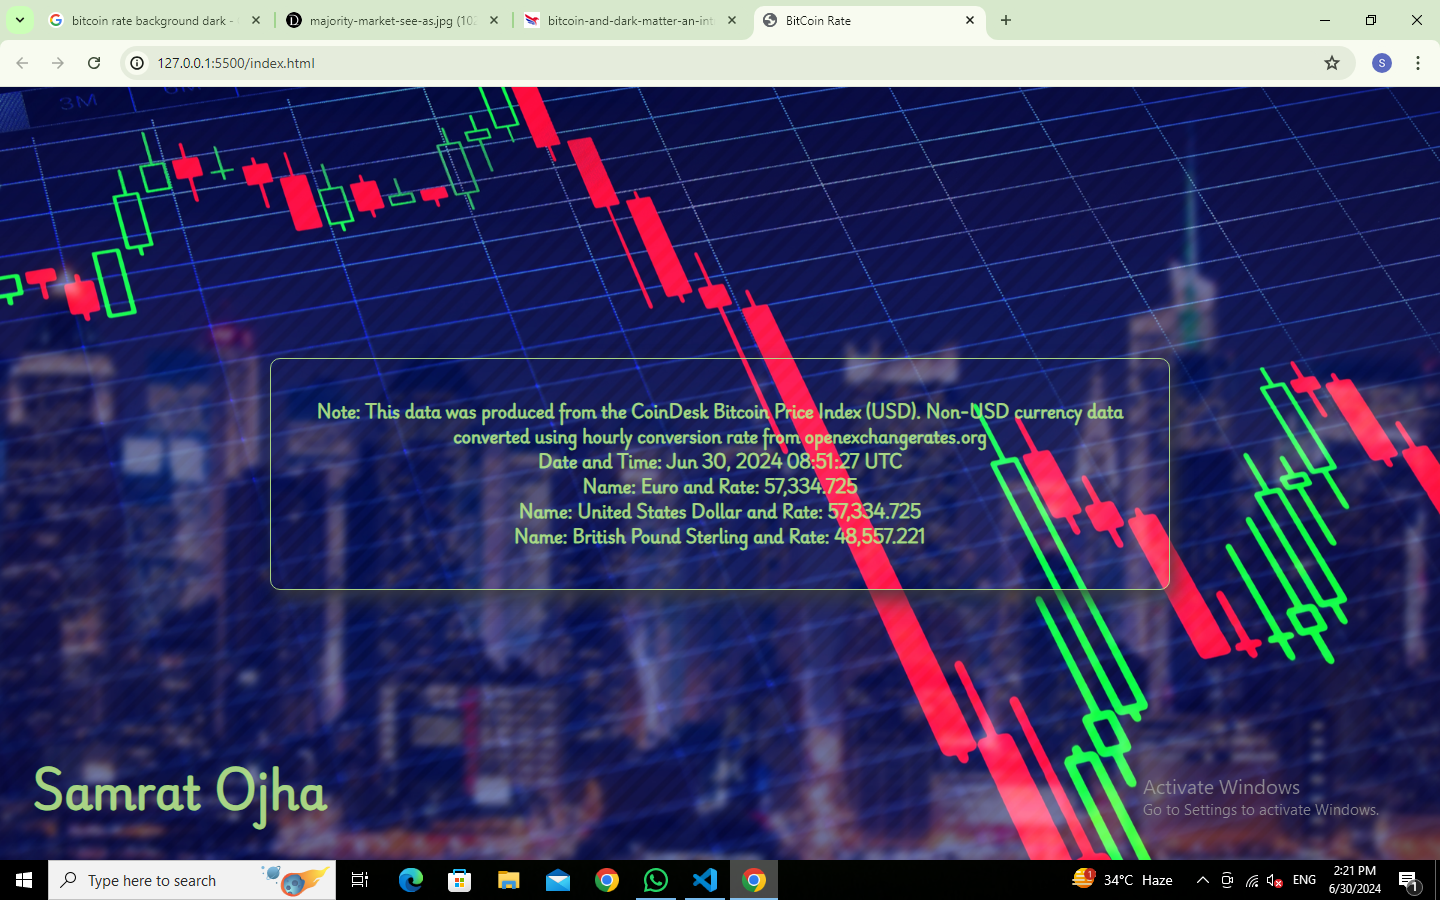 bitcoin rate background dark -
majority-market-see-as.jpg (102
bitcoin-and-dark-matter-an-int
BitCoin Rate
127.0.0.1:5500/index.html
S
3M
Note: This data was produced from the CoinDesk Bitcoin Price Index (USD). Non-USD currency data
converted using hourly conversion rate from openexchangerates.org
Date and Time: Jun 30, 2024 08:51:27 UTC
Name: Euro and Rate: 57,334.725
Name: United States Dollar and Rate: 57,334.725
Name: British Pound Sterling and Rate: 48,557.221
Samrat Ojha
Activate Windows
Go to Settings to activate Windows.
Type here to search
1
34°C Haze
ENG
2:21 PM
6/30/2024
1